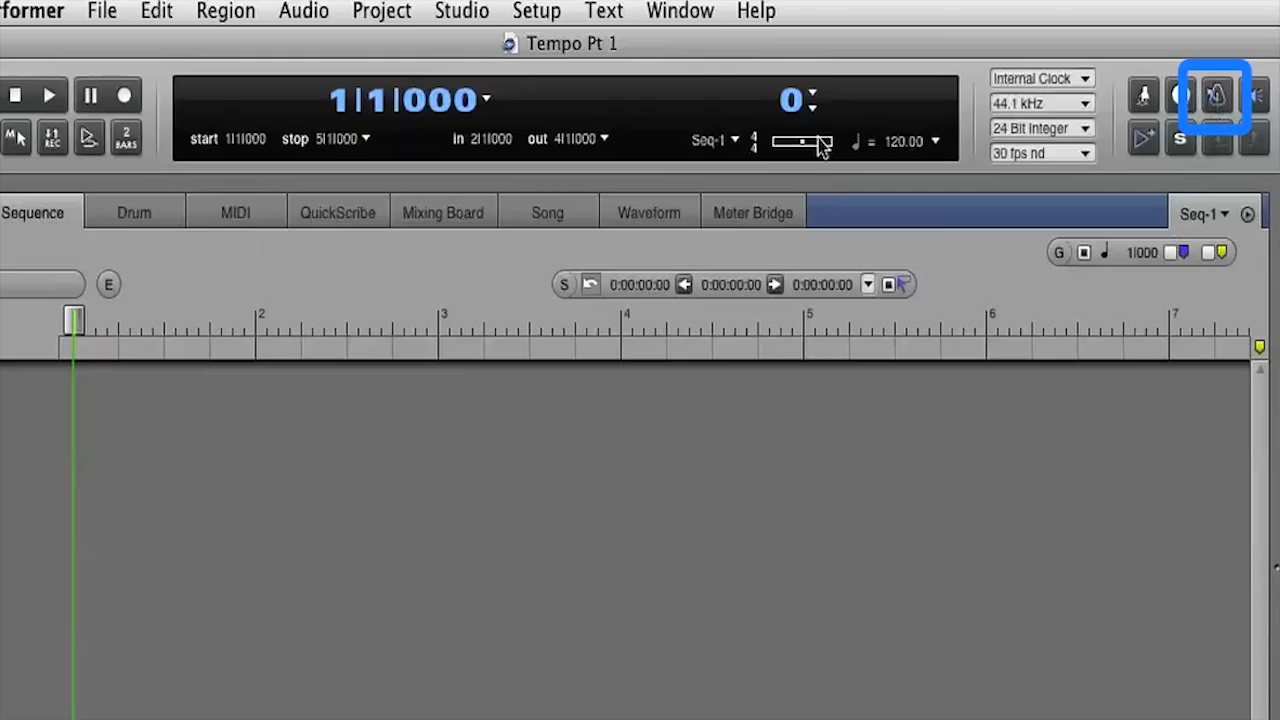 rformer File Edit Region Audio Project Studio Setup Text Window Help
Tempo Pt 1
1|1|000 0
Internal Clock
44.1 kHz
24 Bit Integer
30 fps nd
M REC 2 BARS
start 1|1|000 stop 5|1|000 in 2|1|000 out 4|1|000 Seq-1 4 4 = 120.00
S
Sequence Drum MIDI QuickScribe Mixing Board Song Waveform Meter Bridge Seq-1
G 1|000
E S 0:00:00:00 0:00:00:00 0:00:00:00
2 3 4 5 6 7